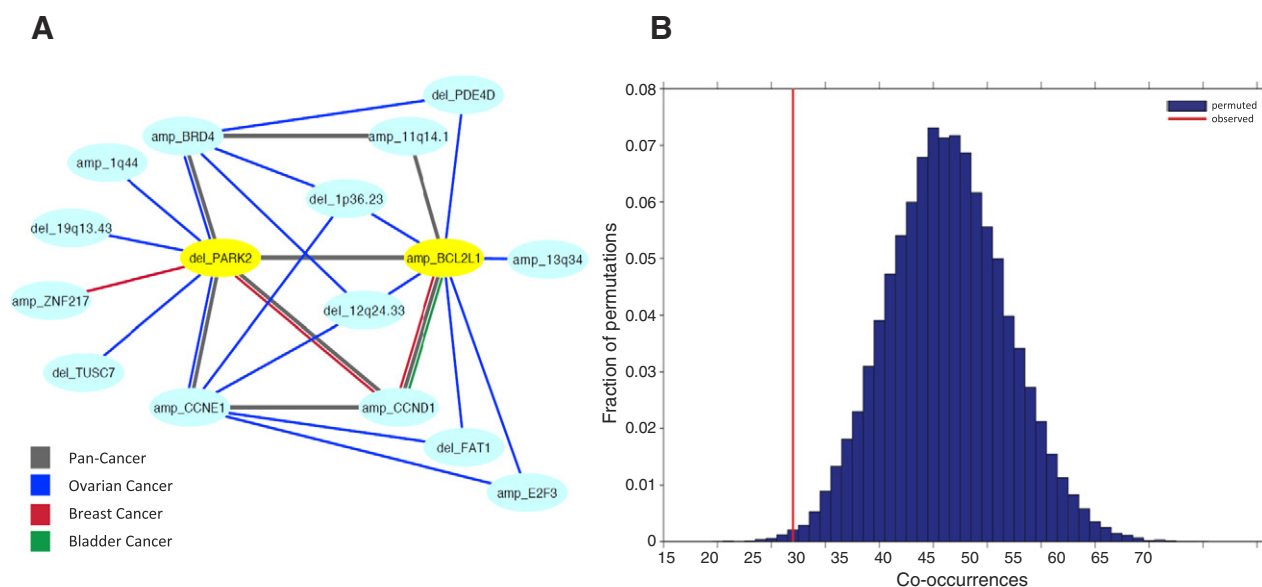 A
B
del_PDE4D
amp_BRD4
amp_11q14.1
amp_1q44
del_1p36.23
del_19q13.43
del_PARK2
amp_BCL2L1
amp_13q34
amp_ZNF217
del_12q24.33
del_TUSC7
amp_CCNE1
amp_CCND1
del_FAT1
amp_E2F3
Pan-Cancer
Ovarian Cancer
Breast Cancer
Bladder Cancer
permuted
observed
Fraction of permutations
0.08
0.07
0.06
0.05
0.04
0.03
0.02
0.01
0
15 20 25 30 35 40 45 50 55 60 65 70
Co-occurrences